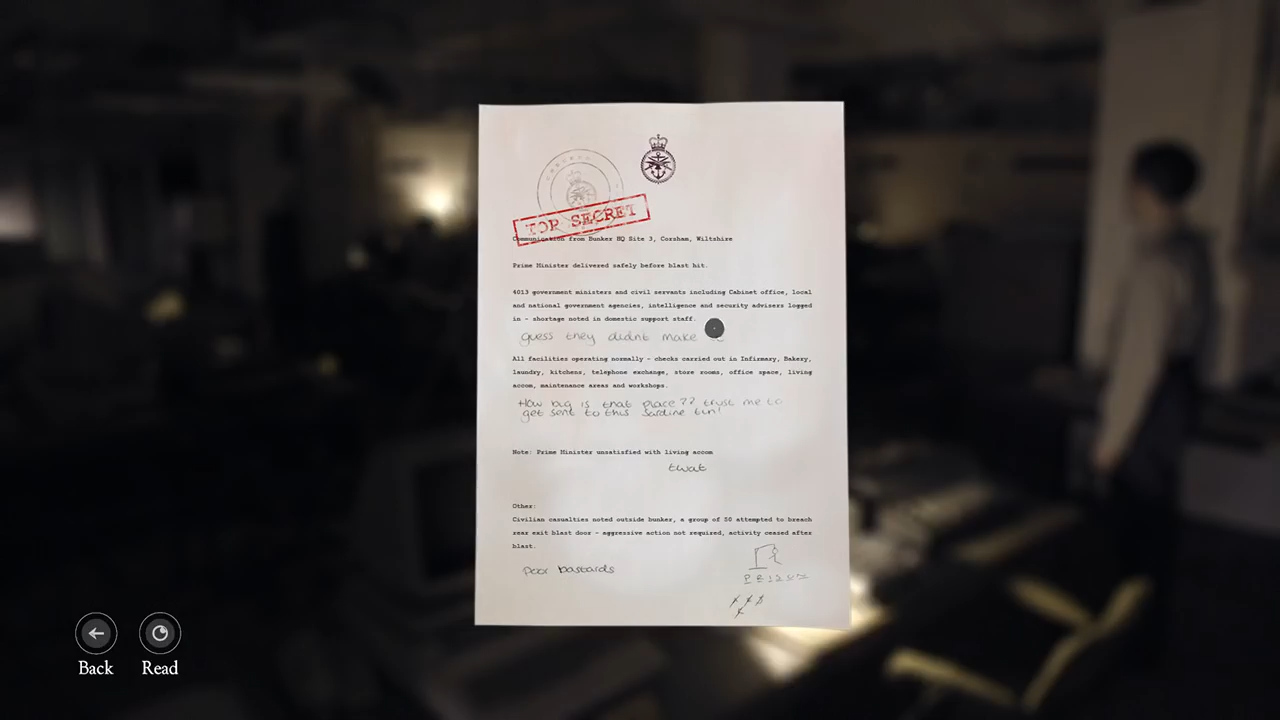 TOP SECRET
Communication from Bunker HQ Site 3, Corsham, Wiltshire
Prime Minister delivered safely before blast hit.
4013 government ministers and civil servants including Cabinet office, local
and national government agencies, intelligence and security advisers logged
in - shortage noted in domestic support staff.
guess they didnt make
All facilities operating normally - checks carried out in Infirmary, Bakery,
laundry, kitchens, telephone exchange, store rooms, office space, living
accom, maintenance areas and workshops.
How big is that place?? trust me to
get sent to this sardine tin!
Note: Prime Minister unsatisfied with living accom
twat
Other:
Civilian casualties noted outside bunker, a group of 50 attempted to breach
rear exit blast door - aggressive action not required, activity ceased after
blast.
Poor bastards
Back
Read